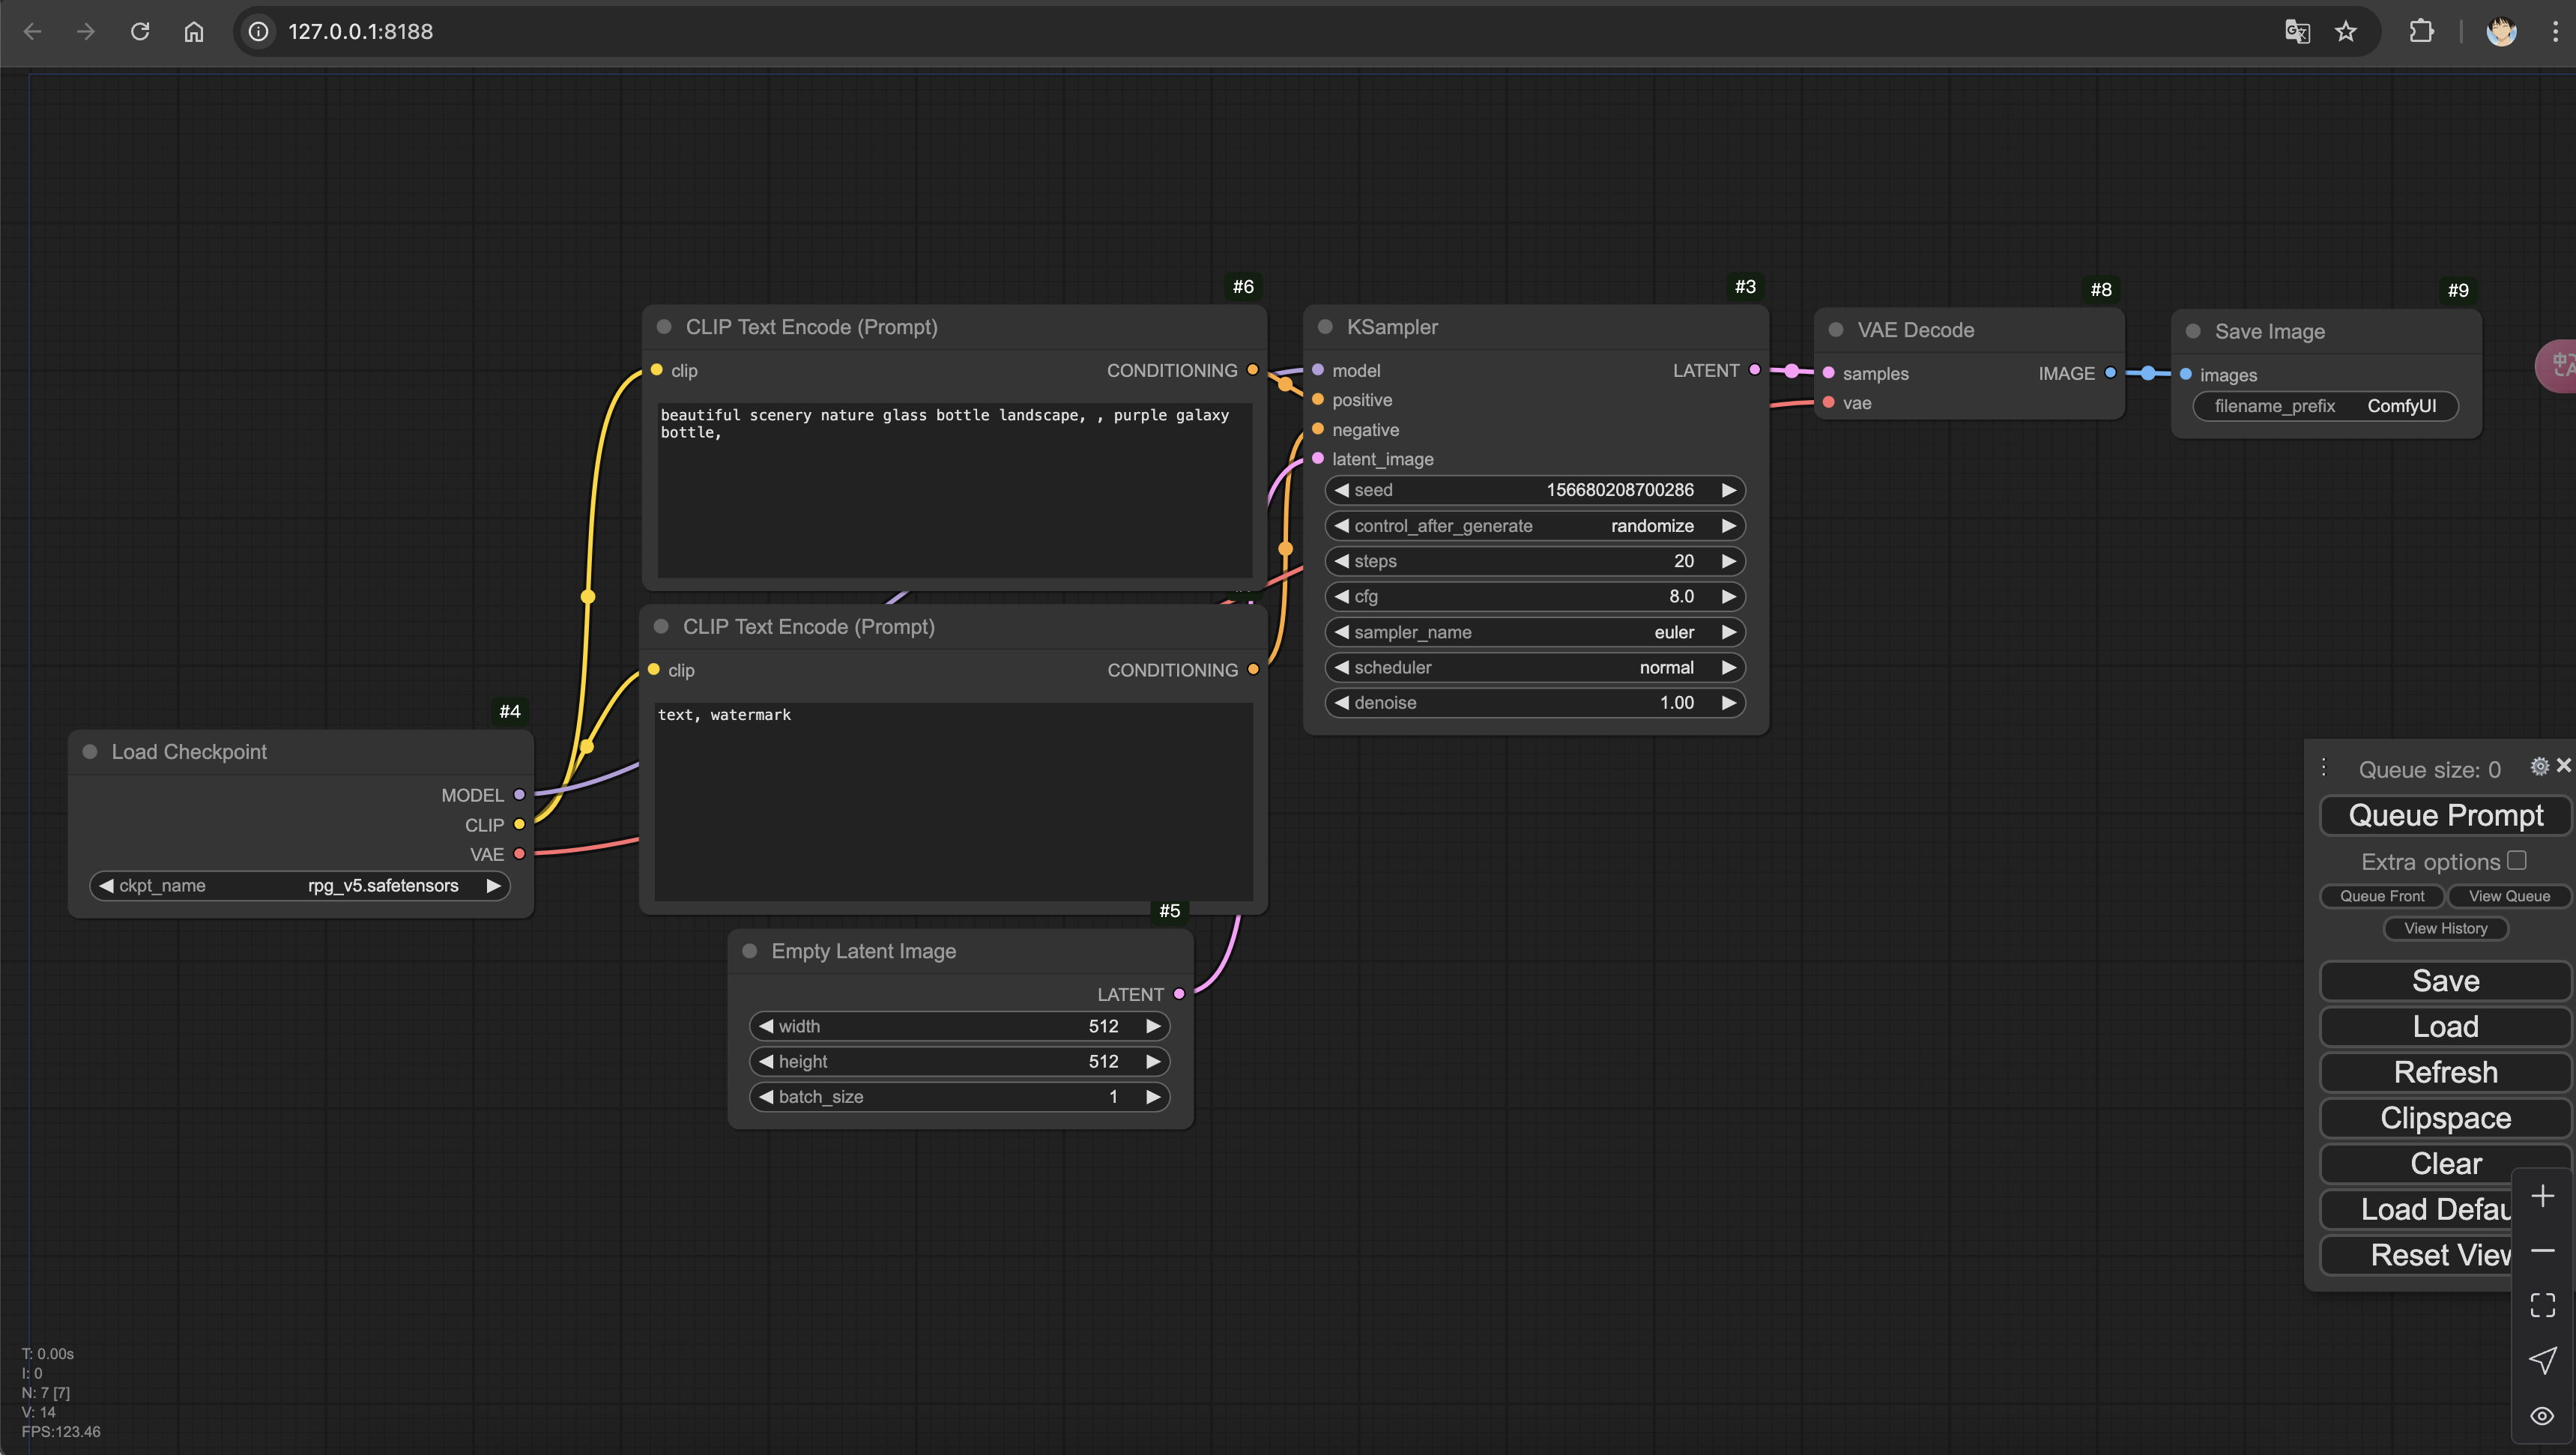 127.0.0.1:8188
#6
CLIP Text Encode (Prompt)
clip
CONDITIONING
beautiful scenery nature glass bottle landscape, , purple galaxy
bottle,
CLIP Text Encode (Prompt)
clip
CONDITIONING
text, watermark
#4
Load Checkpoint
MODEL
CLIP
VAE
ckpt_name rpg_v5.safetensors
#5
Empty Latent Image
LATENT
width 512
height 512
batch_size 1
#3
KSampler
model
LATENT
positive
negative
latent_image
seed 156680208700286
control_after_generate randomize
steps 20
cfg 8.0
sampler_name euler
scheduler normal
denoise 1.00
#8
VAE Decode
samples
IMAGE
vae
#9
Save Image
images
filename_prefix ComfyUI
Queue size: 0
Queue Prompt
Extra options
Queue Front
View Queue
View History
Save
Load
Refresh
Clipspace
Clear
Load Defau
Reset View
T: 0.00s
I: 0
N: 7 [7]
V: 14
FPS:123.46